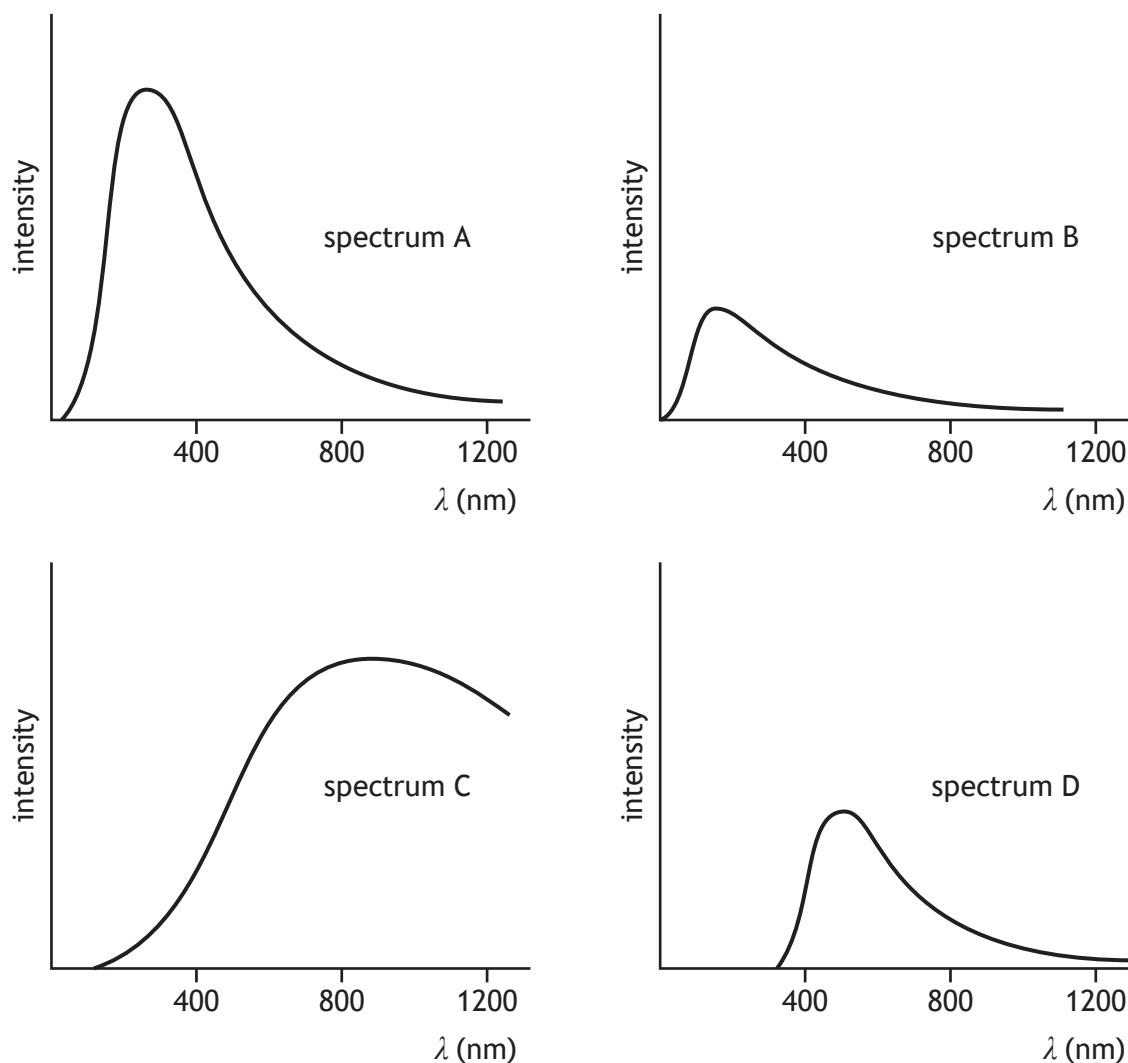 intensity
spectrum A
400 800 1200
λ (nm)
intensity
spectrum B
400 800 1200
λ (nm)
intensity
spectrum C
400 800 1200
λ (nm)
intensity
spectrum D
400 800 1200
λ (nm)